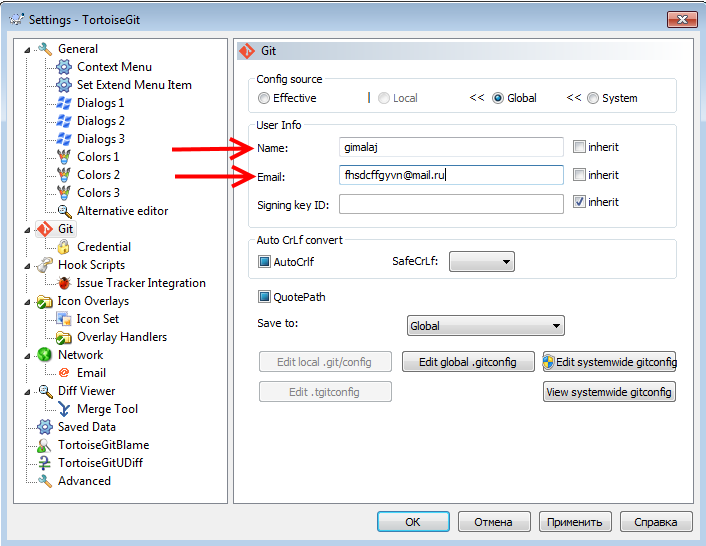 Settings - TortoiseGit
General
Context Menu
Set Extend Menu Item
Dialogs 1
Dialogs 2
Dialogs 3
Colors 1
Colors 2
Colors 3
Alternative editor
Git
Credential
Hook Scripts
Issue Tracker Integration
Icon Overlays
Icon Set
Overlay Handlers
Network
Email
Diff Viewer
Merge Tool
Saved Data
TortoiseGitBlame
TortoiseGitUDiff
Advanced
Git
Config source
Effective | Local << Global << System
User Info
Name: gimalaj inherit
Email: fhsdcffgyvn@mail.ru inherit
Signing key ID: inherit
Auto CrLf convert
AutoCrlf SafeCrLf:
QuotePath
Save to: Global
Edit local .git/config Edit global .gitconfig Edit systemwide gitconfig
Edit .tgitconfig View systemwide gitconfig
OK Отмена Применить Справка